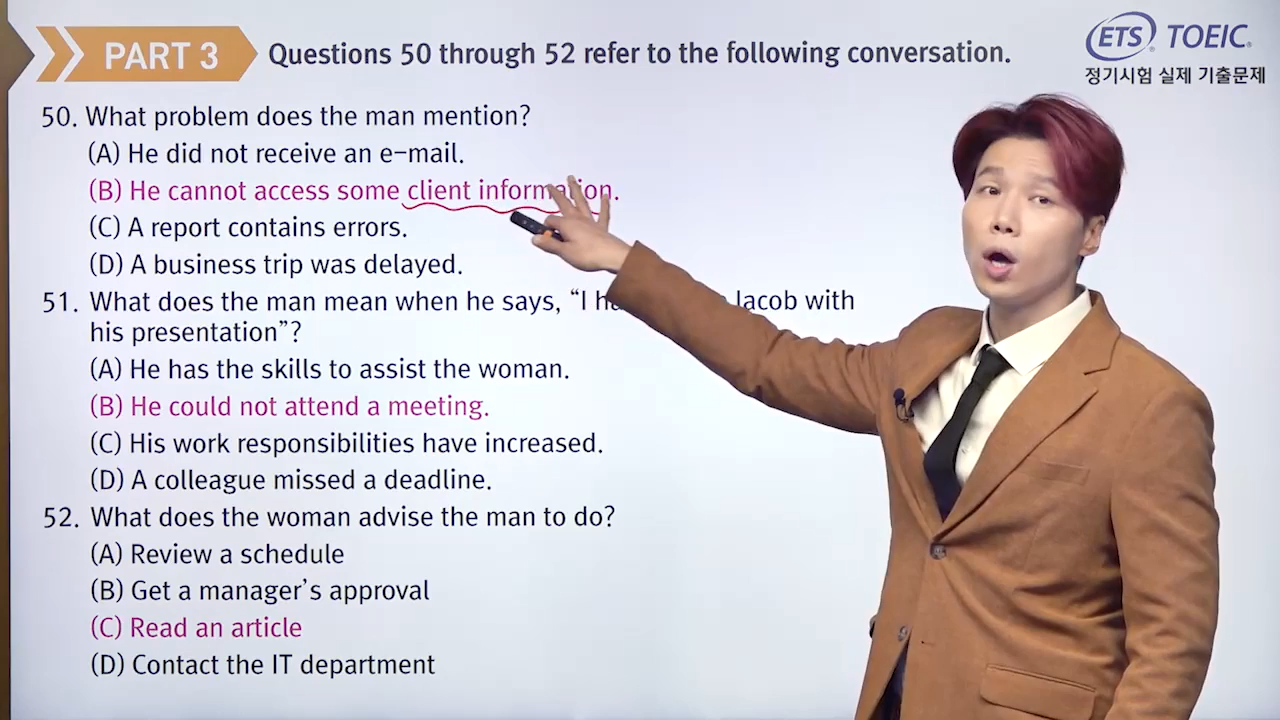 PART 3
Questions 50 through 52 refer to the following conversation.
ETS® TOEIC®
정기시험 실제 기출문제
50. What problem does the man mention?
(A) He did not receive an e-mail.
(B) He cannot access some client information.
(C) A report contains errors.
(D) A business trip was delayed.
51. What does the man mean when he says, “I Jacob with
his presentation”?
(A) He has the skills to assist the woman.
(B) He could not attend a meeting.
(C) His work responsibilities have increased.
(D) A colleague missed a deadline.
52. What does the woman advise the man to do?
(A) Review a schedule
(B) Get a manager’s approval
(C) Read an article
(D) Contact the IT department